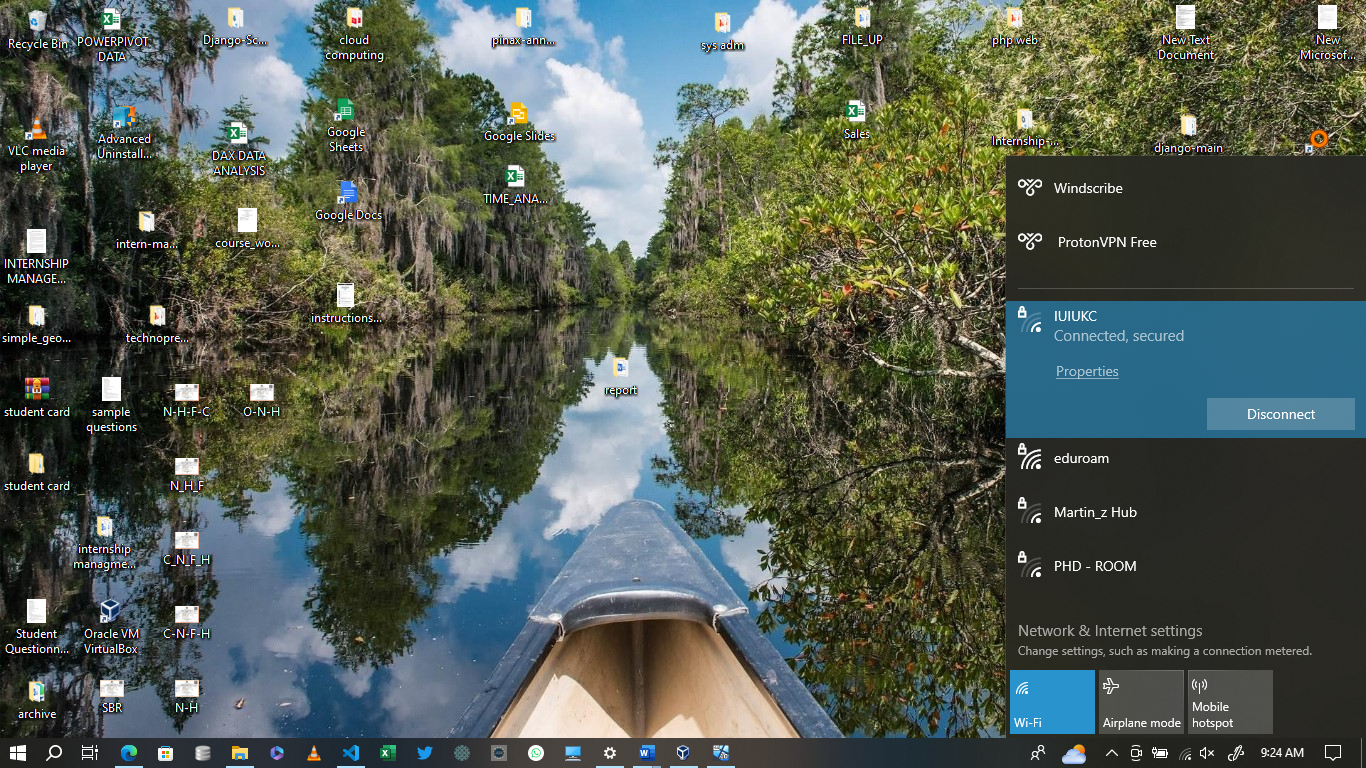 Recycle Bin
POWERPIVOT
DATA
Django-Sc...
cloud
computing
pinax-ann...
sys adm
FILE_UP
php web
New Text
Document
New
Microsof...
VLC media
player
Advanced
Uninstall...
DAX DATA
ANALYSIS
Google
Sheets
Google Slides
Sales
Internship-...
django-main
TIME_ANA...
Google Docs
intern-ma...
course_wo...
INTERNSHIP
MANAGE...
instructions...
simple_geo...
technopre...
report
student card
sample
questions
N-H-F-C
O-N-H
student card
N_H_F
internship
managme...
C_N_F_H
Student
Questionn...
Oracle VM
VirtualBox
C-N-F-H
archive
SBR
N-H
Windscribe
ProtonVPN Free
IUIUKC
Connected, secured
Properties
Disconnect
eduroam
Martin_z Hub
PHD - ROOM
Network & Internet settings
Change settings, such as making a connection metered.
Wi-Fi
Airplane mode
Mobile
hotspot
9:24 AM